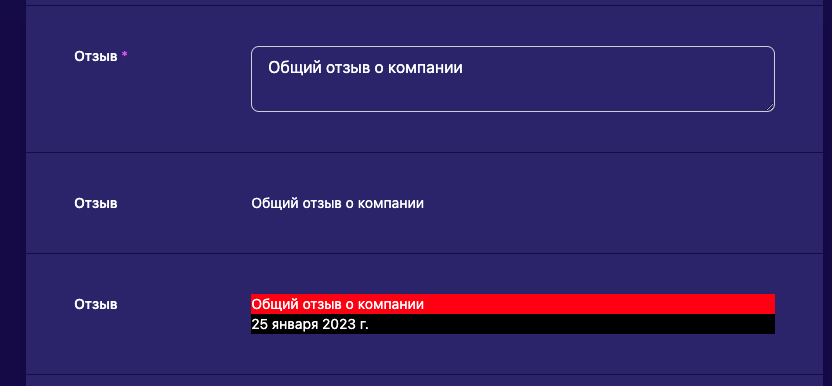 Отзыв *
Общий отзыв о компании
Отзыв
Общий отзыв о компании
Отзыв
Общий отзыв о компании
25 января 2023 г.